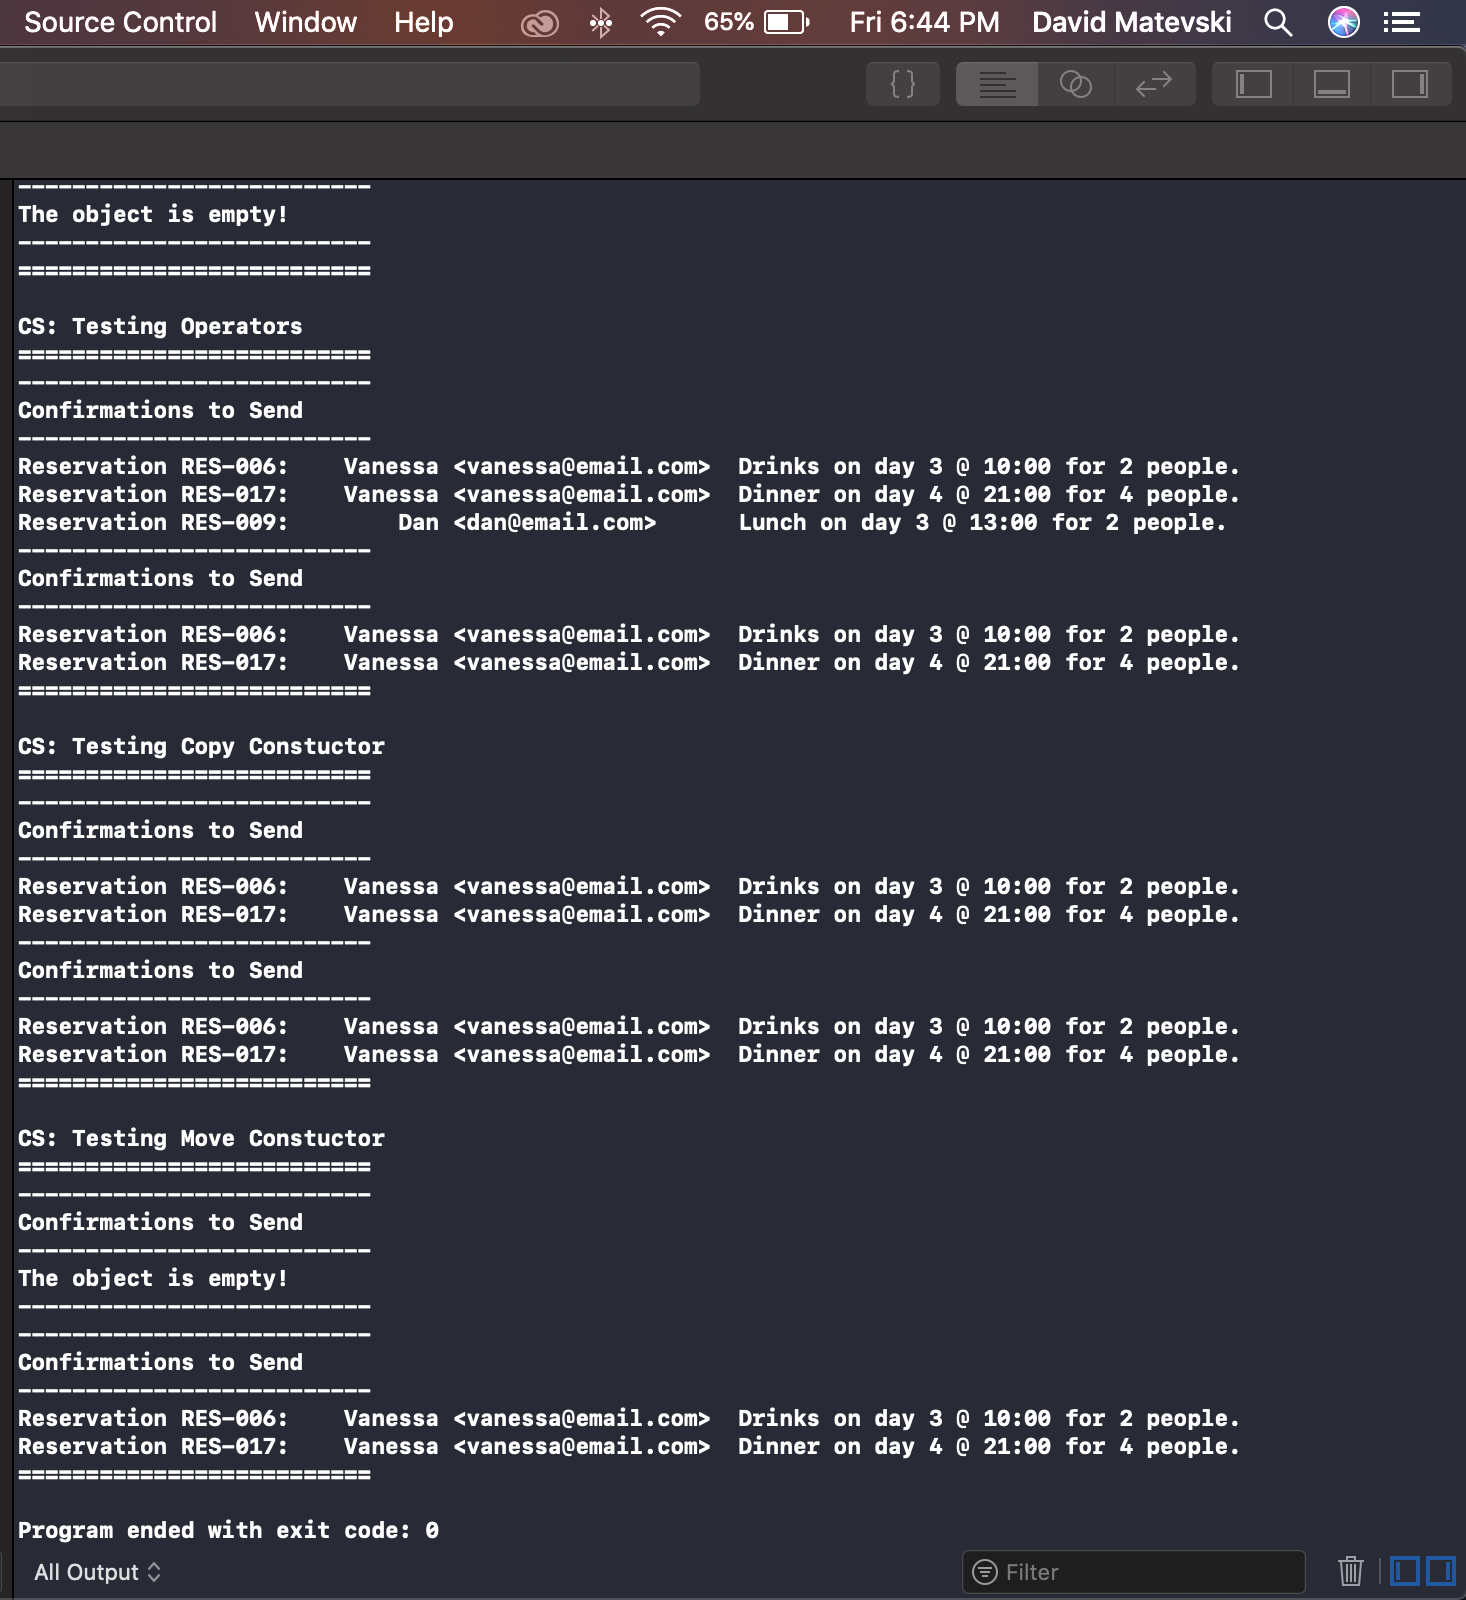 Source Control Window Help 65% Fri 6:44 PM David Matevski
{ }
--------------------------
The object is empty!
--------------------------
==========================
CS: Testing Operators
==========================
--------------------------
Confirmations to Send
--------------------------
Reservation RES-006:    Vanessa <vanessa@email.com>  Drinks on day 3 @ 10:00 for 2 people.
Reservation RES-017:    Vanessa <vanessa@email.com>  Dinner on day 4 @ 21:00 for 4 people.
Reservation RES-009:        Dan <dan@email.com>      Lunch on day 3 @ 13:00 for 2 people.
--------------------------
Confirmations to Send
--------------------------
Reservation RES-006:    Vanessa <vanessa@email.com>  Drinks on day 3 @ 10:00 for 2 people.
Reservation RES-017:    Vanessa <vanessa@email.com>  Dinner on day 4 @ 21:00 for 4 people.
==========================
CS: Testing Copy Constuctor
==========================
--------------------------
Confirmations to Send
--------------------------
Reservation RES-006:    Vanessa <vanessa@email.com>  Drinks on day 3 @ 10:00 for 2 people.
Reservation RES-017:    Vanessa <vanessa@email.com>  Dinner on day 4 @ 21:00 for 4 people.
--------------------------
Confirmations to Send
--------------------------
Reservation RES-006:    Vanessa <vanessa@email.com>  Drinks on day 3 @ 10:00 for 2 people.
Reservation RES-017:    Vanessa <vanessa@email.com>  Dinner on day 4 @ 21:00 for 4 people.
==========================
CS: Testing Move Constuctor
==========================
--------------------------
Confirmations to Send
--------------------------
The object is empty!
--------------------------
--------------------------
Confirmations to Send
--------------------------
Reservation RES-006:    Vanessa <vanessa@email.com>  Drinks on day 3 @ 10:00 for 2 people.
Reservation RES-017:    Vanessa <vanessa@email.com>  Dinner on day 4 @ 21:00 for 4 people.
==========================
Program ended with exit code: 0
All Output Filter